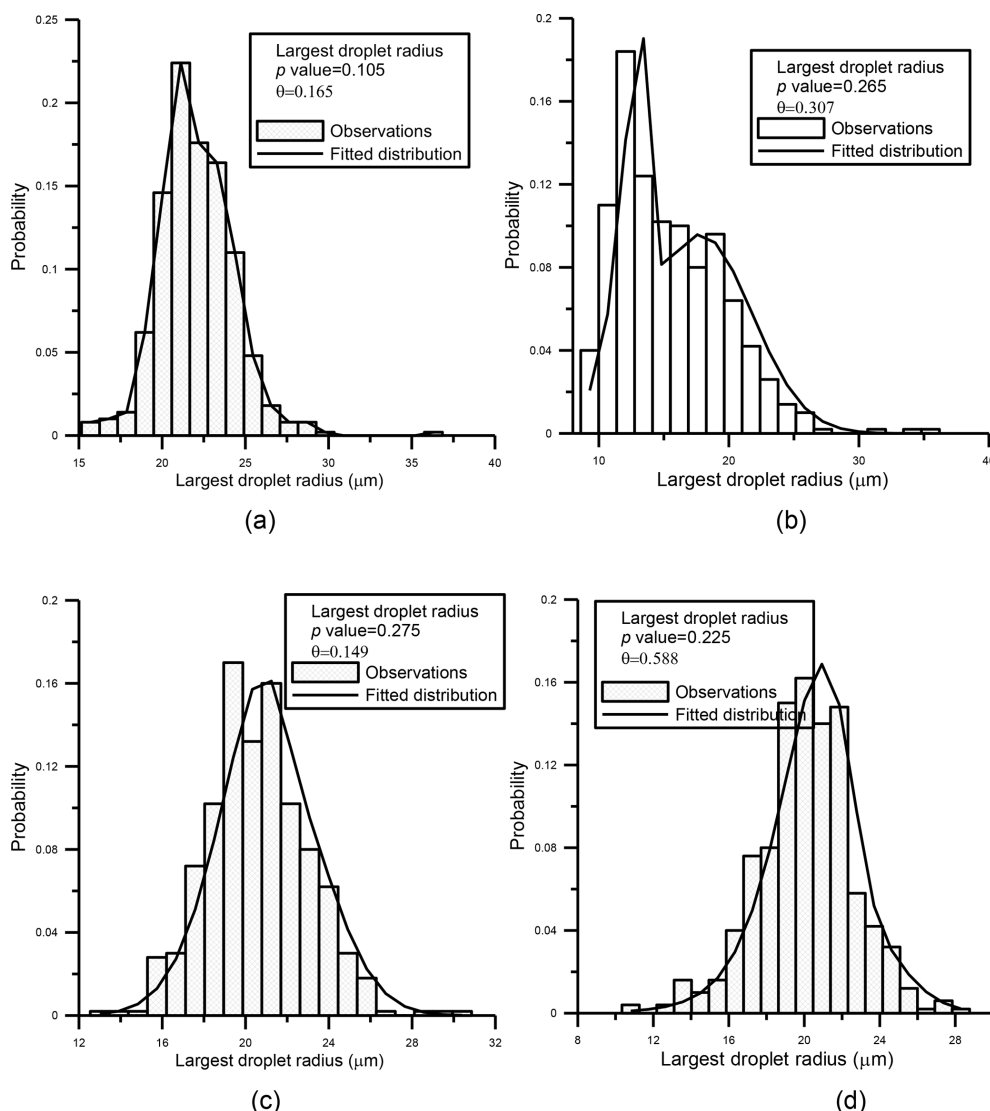 0.25
0.2
0.15
0.1
0.05
0
Probability
Largest droplet radius
p value=0.105
θ=0.165
Observations
Fitted distribution
15 20 25 30 35 40
Largest droplet radius (μm)
(a)
0.2
0.16
0.12
0.08
0.04
0
Probability
Largest droplet radius
p value=0.265
θ=0.307
Observations
Fitted distribution
10 20 30 40
Largest droplet radius (μm)
(b)
0.2
0.16
0.12
0.08
0.04
0
Probability
Largest droplet radius
p value=0.275
θ=0.149
Observations
Fitted distribution
12 16 20 24 28 32
Largest droplet radius (μm)
(c)
0.2
0.16
0.12
0.08
0.04
0
Probability
Largest droplet radius
p value=0.225
θ=0.588
Observations
Fitted distribution
8 12 16 20 24 28
Largest droplet radius (μm)
(d)